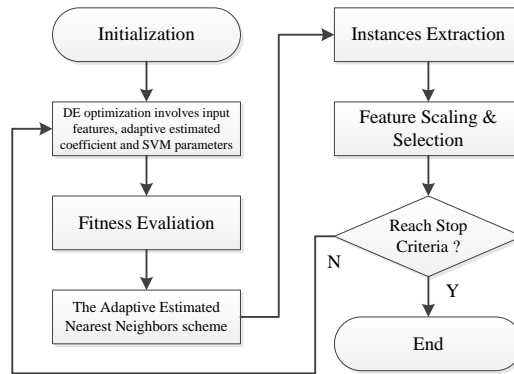 Initialization
DE optimization involves input
features, adaptive estimated
coefficient and SVM parameters
Fitness Evaliation
The Adaptive Estimated
Nearest Neighbors scheme
Instances Extraction
Feature Scaling &
Selection
Reach Stop
Criteria ?
N
Y
End